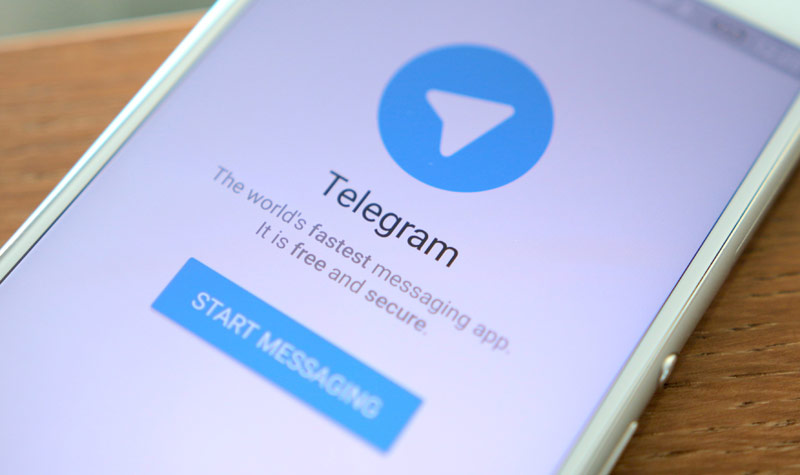 Telegram
The world's fastest messaging app.
It is free and secure.
START MESSAGING